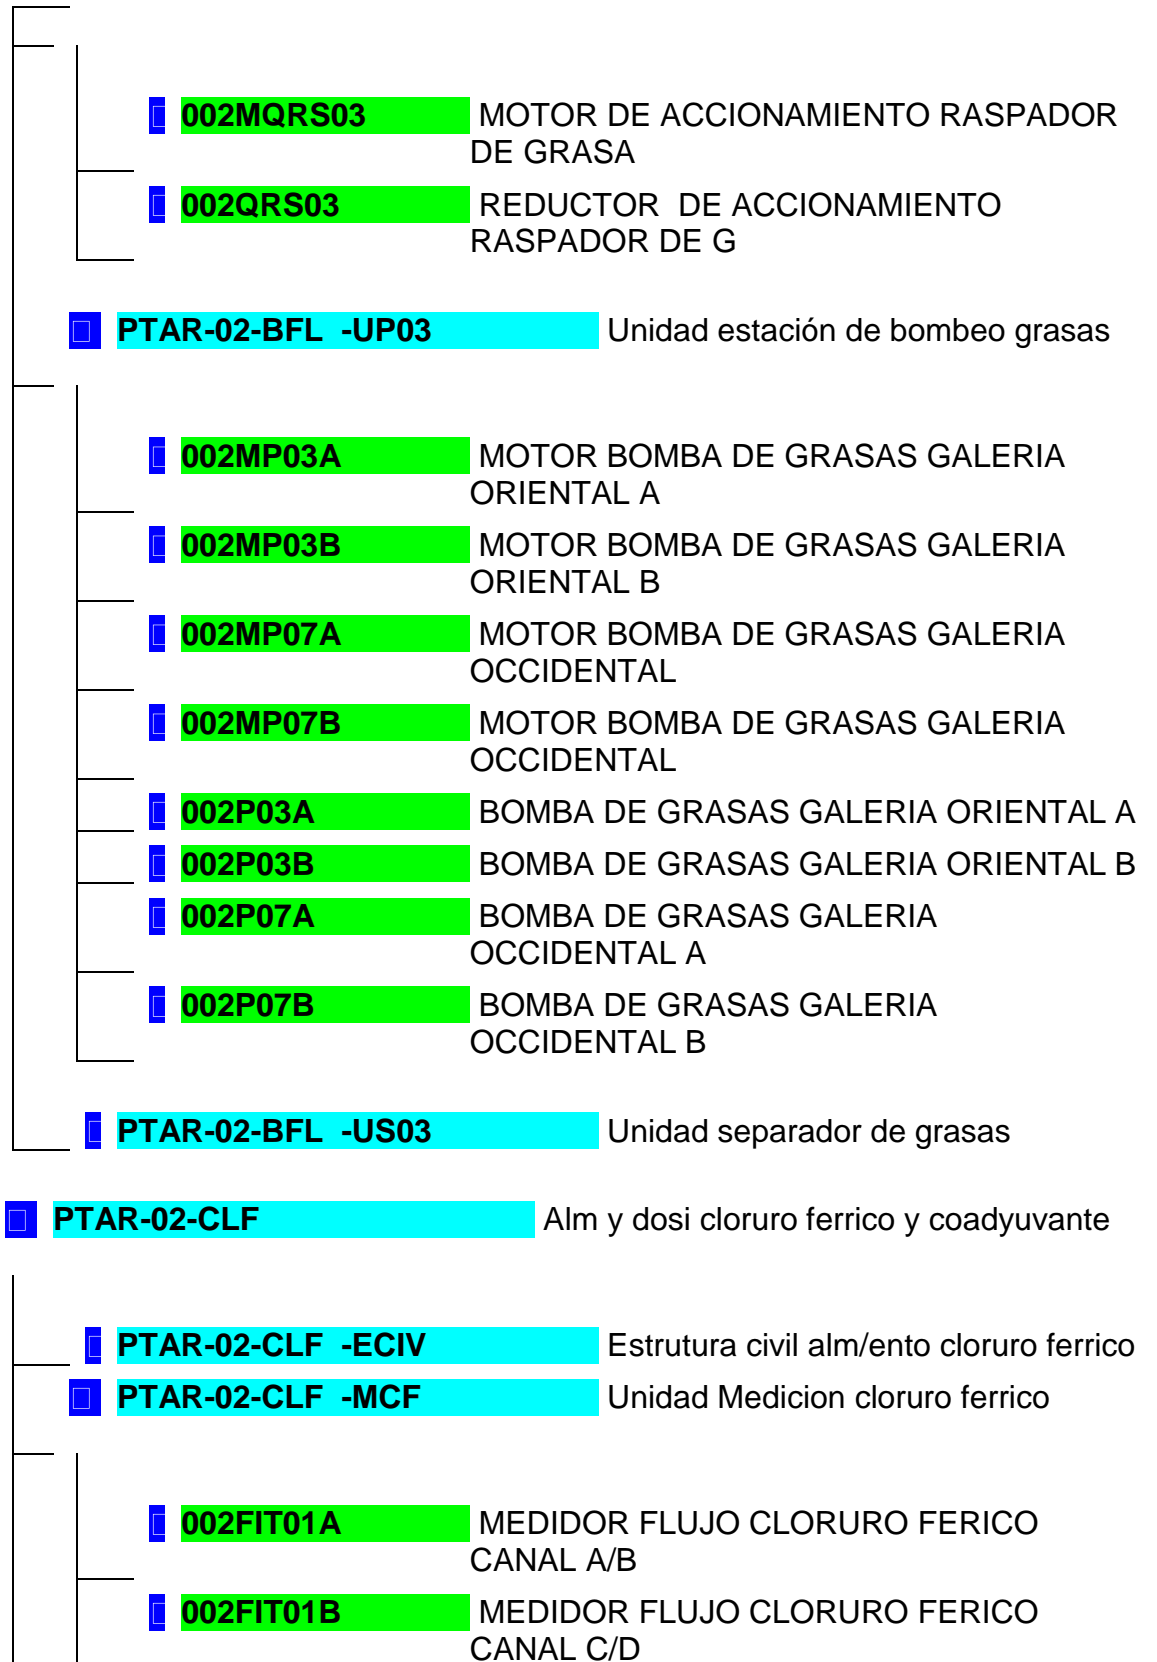 002MQRS03 MOTOR DE ACCIONAMIENTO RASPADOR
DE GRASA
002QRS03 REDUCTOR  DE ACCIONAMIENTO
RASPADOR DE G
PTAR-02-BFL  -UP03 Unidad estación de bombeo grasas
002MP03A MOTOR BOMBA DE GRASAS GALERIA
ORIENTAL A
002MP03B MOTOR BOMBA DE GRASAS GALERIA
ORIENTAL B
002MP07A MOTOR BOMBA DE GRASAS GALERIA
OCCIDENTAL
002MP07B MOTOR BOMBA DE GRASAS GALERIA
OCCIDENTAL
002P03A BOMBA DE GRASAS GALERIA ORIENTAL A
002P03B BOMBA DE GRASAS GALERIA ORIENTAL B
002P07A BOMBA DE GRASAS GALERIA
OCCIDENTAL A
002P07B BOMBA DE GRASAS GALERIA
OCCIDENTAL B
PTAR-02-BFL  -US03 Unidad separador de grasas
PTAR-02-CLF Alm y dosi cloruro ferrico y coadyuvante
PTAR-02-CLF  -ECIV Estrutura civil alm/ento cloruro ferrico
PTAR-02-CLF  -MCF Unidad Medicion cloruro ferrico
002FIT01A MEDIDOR FLUJO CLORURO FERICO
CANAL A/B
002FIT01B MEDIDOR FLUJO CLORURO FERICO
CANAL C/D